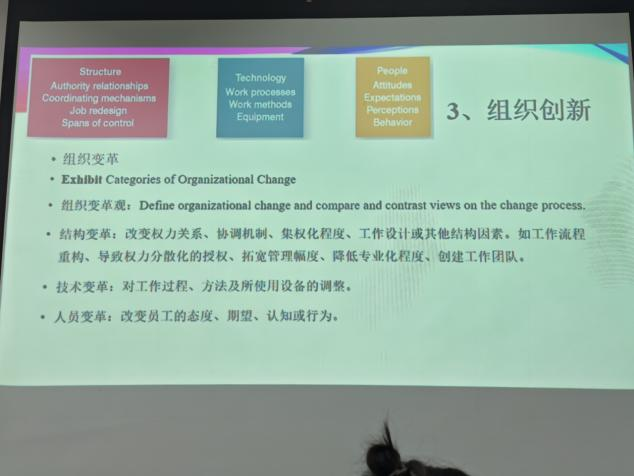 Structure
Authority relationships
Coordinating mechanisms
Job redesign
Spans of control
Technology
Work processes
Work methods
Equipment
People
Attitudes
Expectations
Perceptions
Behavior
3、组织创新
• 组织变革
• Exhibit Categories of Organizational Change
• 组织变革观：Define organizational change and compare and contrast views on the change process.
• 结构变革：改变权力关系、协调机制、集权化程度、工作设计或其他结构因素。如工作流程
重构、导致权力分散化的授权、拓宽管理幅度、降低专业化程度、创建工作团队。
• 技术变革：对工作过程、方法及所使用设备的调整。
• 人员变革：改变员工的态度、期望、认知或行为。